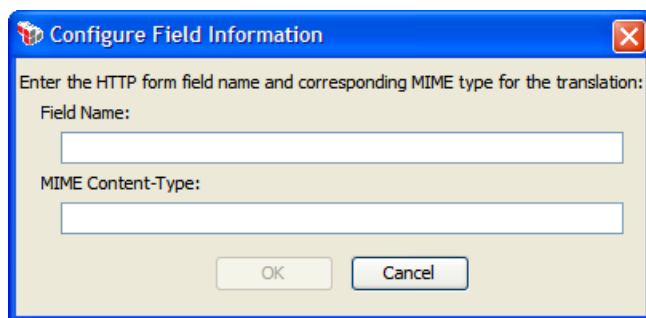 Configure Field Information
Enter the HTTP form field name and corresponding MIME type for the translation:
Field Name:
MIME Content-Type:
OK
Cancel